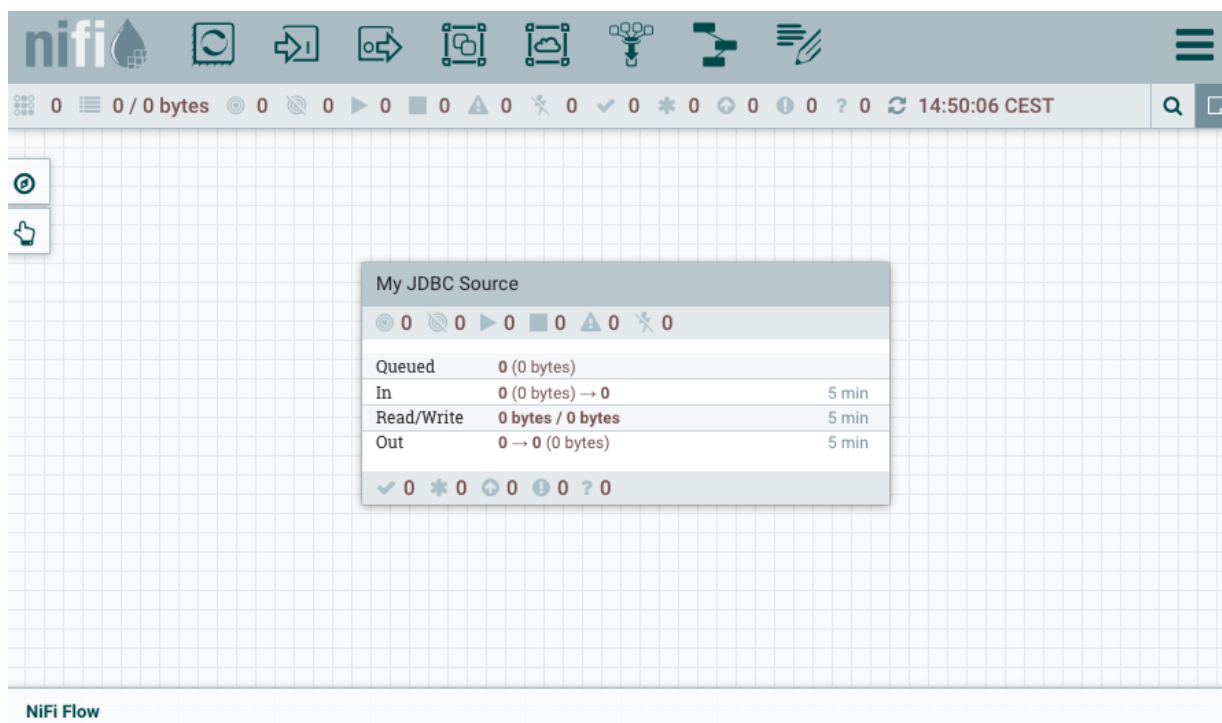 nifi
0 0 / 0 bytes 0 0 0 0 0 0 0 0 0 0 ? 0 14:50:06 CEST
My JDBC Source
0 0 0 0 0 0
Queued 0 (0 bytes)
In 0 (0 bytes) → 0 5 min
Read/Write 0 bytes / 0 bytes 5 min
Out 0 → 0 (0 bytes) 5 min
0 0 0 0 ? 0
NiFi Flow